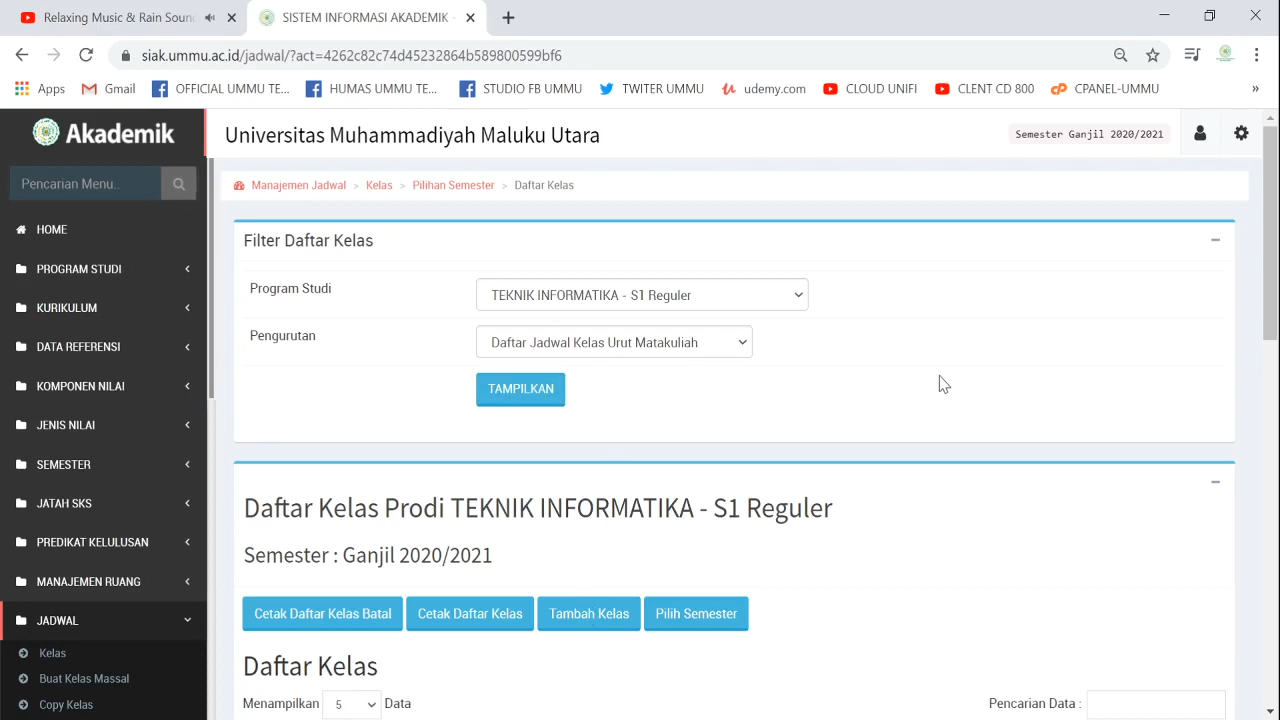 Relaxing Music & Rain Soun
SISTEM INFORMASI AKADEMIK -
siak.ummu.ac.id/jadwal/?act=4262c82c74d45232864b589800599bf6
Apps Gmail OFFICIAL UMMU TE... HUMAS UMMU TE... STUDIO FB UMMU TWITER UMMU udemy.com CLOUD UNIFI CLENT CD 800 CPANEL-UMMU »
Akademik
Universitas Muhammadiyah Maluku Utara
Semester Ganjil 2020/2021
Pencarian Menu..
HOME
PROGRAM STUDI
KURIKULUM
DATA REFERENSI
KOMPONEN NILAI
JENIS NILAI
SEMESTER
JATAH SKS
PREDIKAT KELULUSAN
MANAJEMEN RUANG
JADWAL
Kelas
Buat Kelas Massal
Copy Kelas
Manajemen Jadwal > Kelas > Pilihan Semester > Daftar Kelas
Filter Daftar Kelas
Program Studi TEKNIK INFORMATIKA - S1 Reguler
Pengurutan Daftar Jadwal Kelas Urut Matakuliah
TAMPILKAN
Daftar Kelas Prodi TEKNIK INFORMATIKA - S1 Reguler
Semester : Ganjil 2020/2021
Cetak Daftar Kelas Batal Cetak Daftar Kelas Tambah Kelas Pilih Semester
Daftar Kelas
Menampilkan 5 Data Pencarian Data :